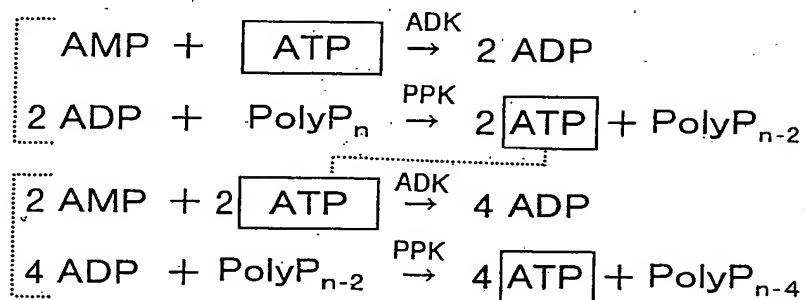 ADK
AMP + ATP → 2 ADP
PPK
2 ADP + PolyPₙ → 2 ATP + PolyPₙ₋₂
ADK
2 AMP + 2 ATP → 4 ADP
PPK
4 ADP + PolyPₙ₋₂ → 4 ATP + PolyPₙ₋₄